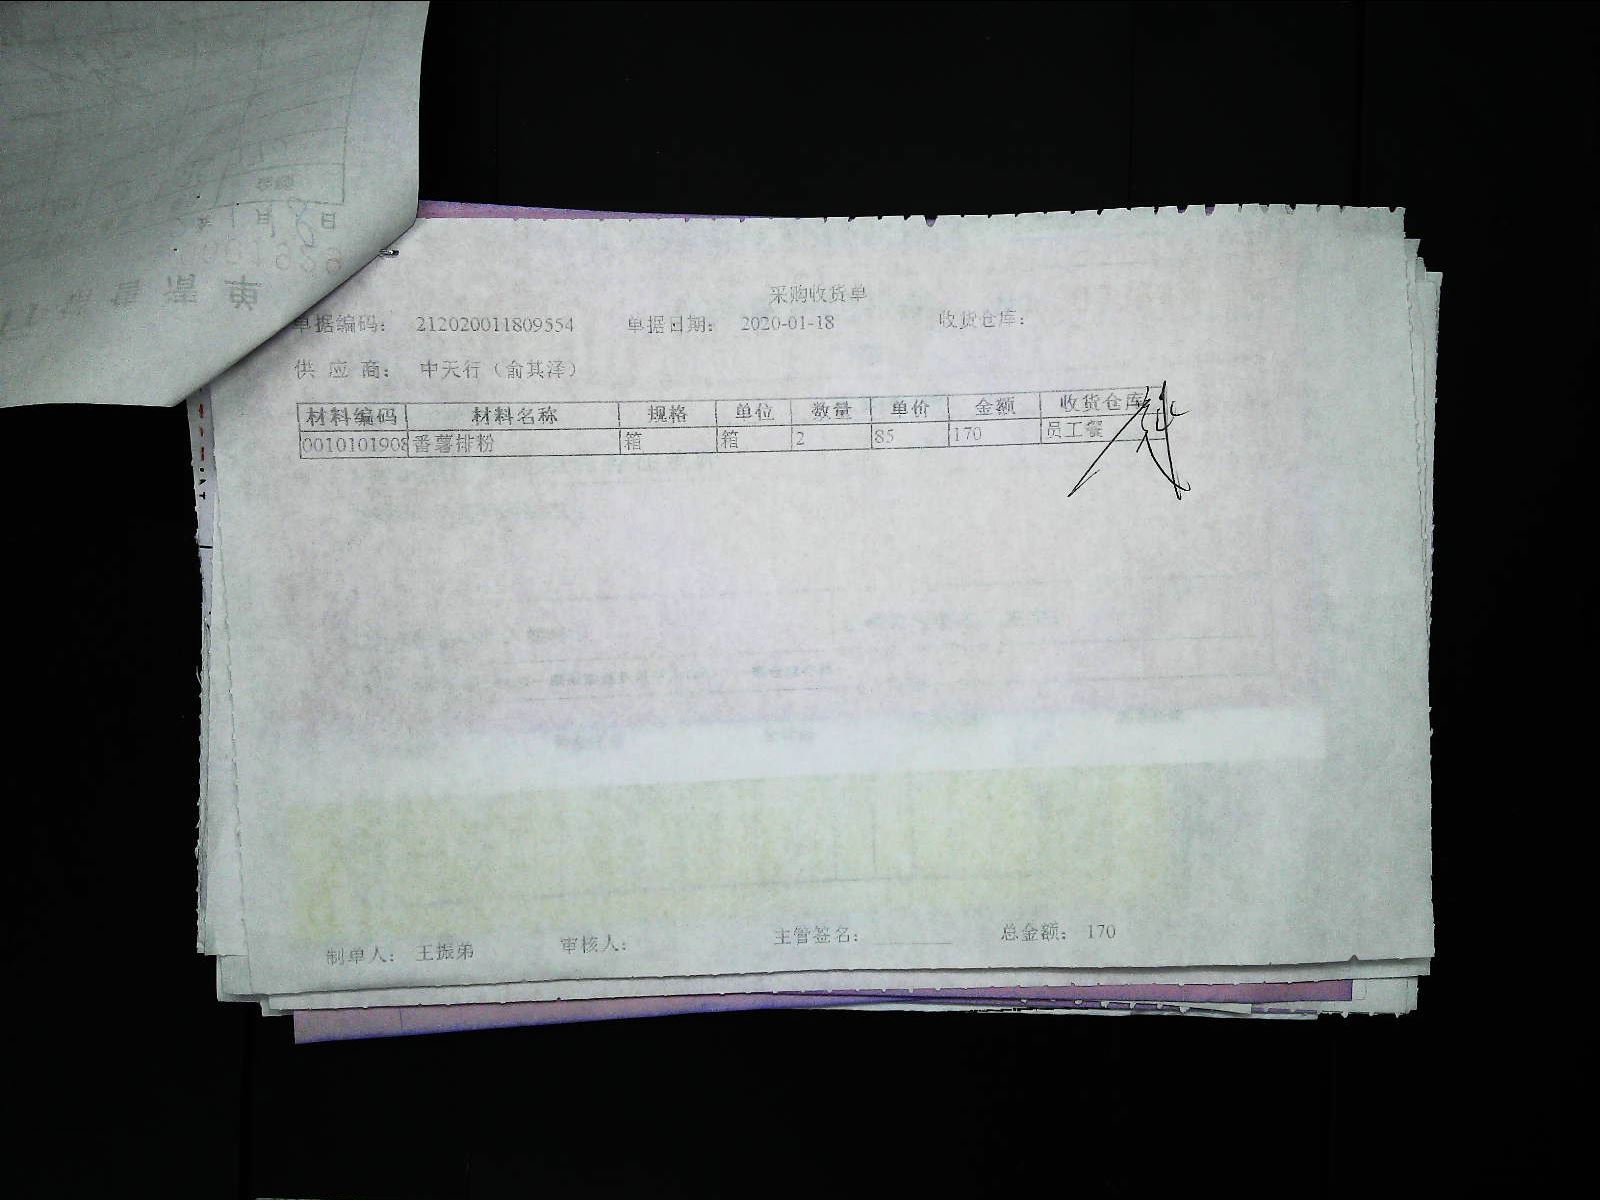 采购收货单
单据编码: 212020011809554 单据日期: 2020-01-18 收货仓库:
供 应 商: 中天行（俞其泽）
材料编码 材料名称 规格 单位 数量 单价 金额 收货仓库
0010101908 番薯排粉 箱 箱 2 85 170 员工餐
制单人: 王振弟 审核人: 主管签名: 总金额: 170